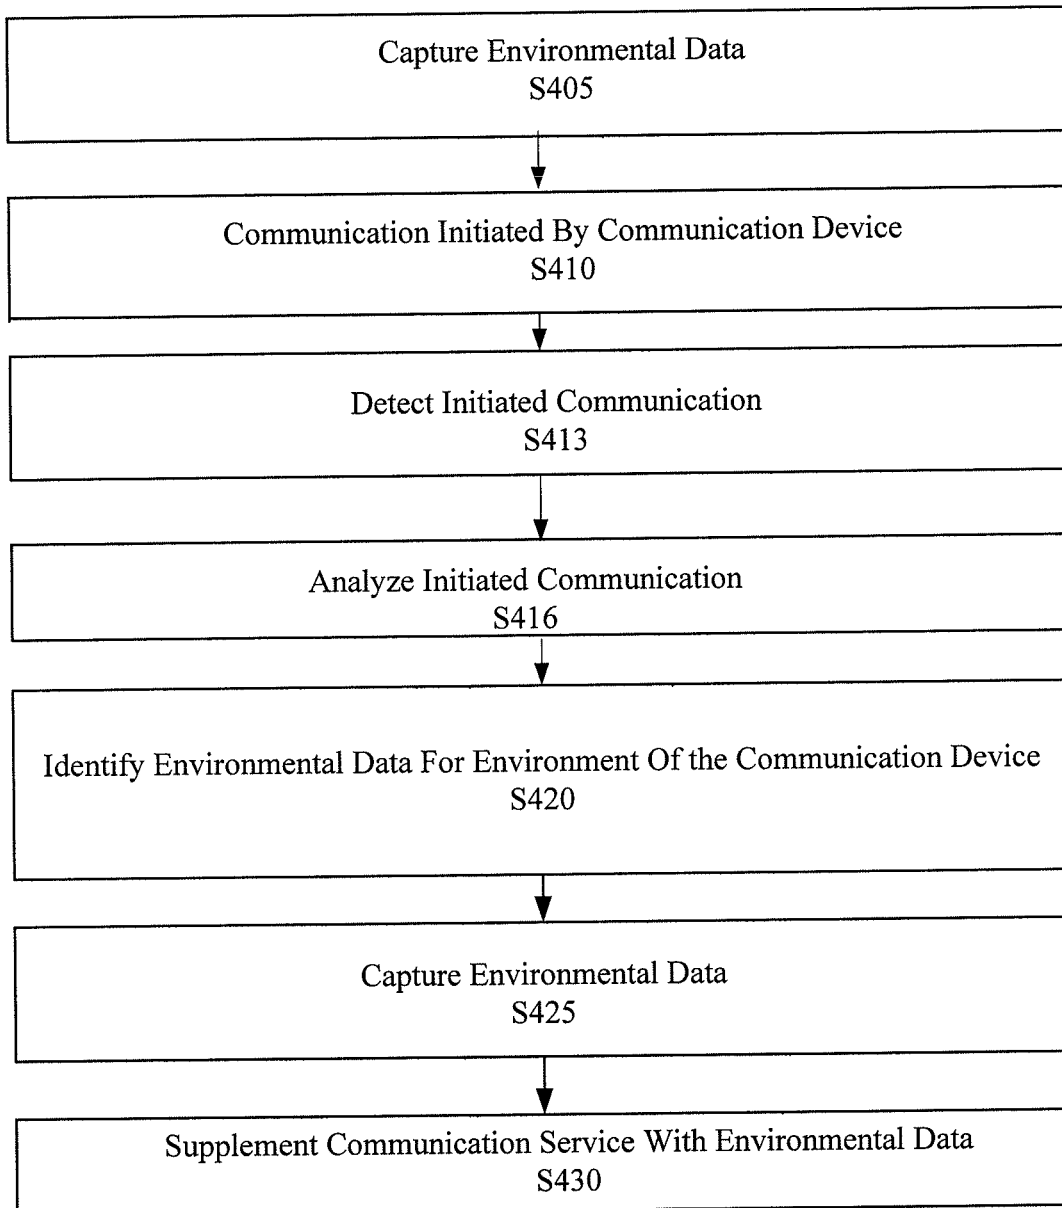 Capture Environmental Data
S405
Communication Initiated By Communication Device
S410
Detect Initiated Communication
S413
Analyze Initiated Communication
S416
Identify Environmental Data For Environment Of the Communication Device
S420
Capture Environmental Data
S425
Supplement Communication Service With Environmental Data
S430